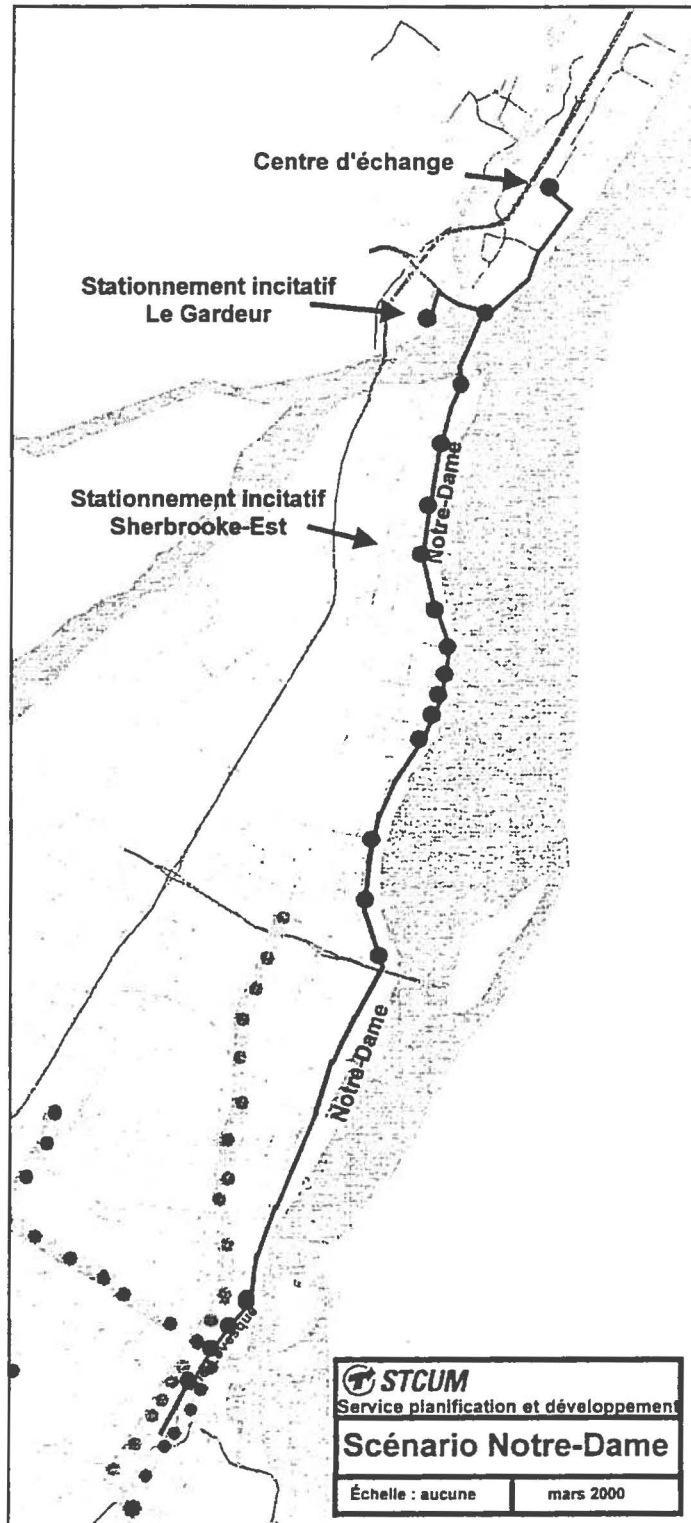 Centre d'échange
Stationnement incitatif
Le Gardeur
Stationnement incitatif
Sherbrooke-Est
Notre-Dame
Notre-Dame
STCUM
Service planification et développement
Scénario Notre-Dame
Échelle : aucune
mars 2000